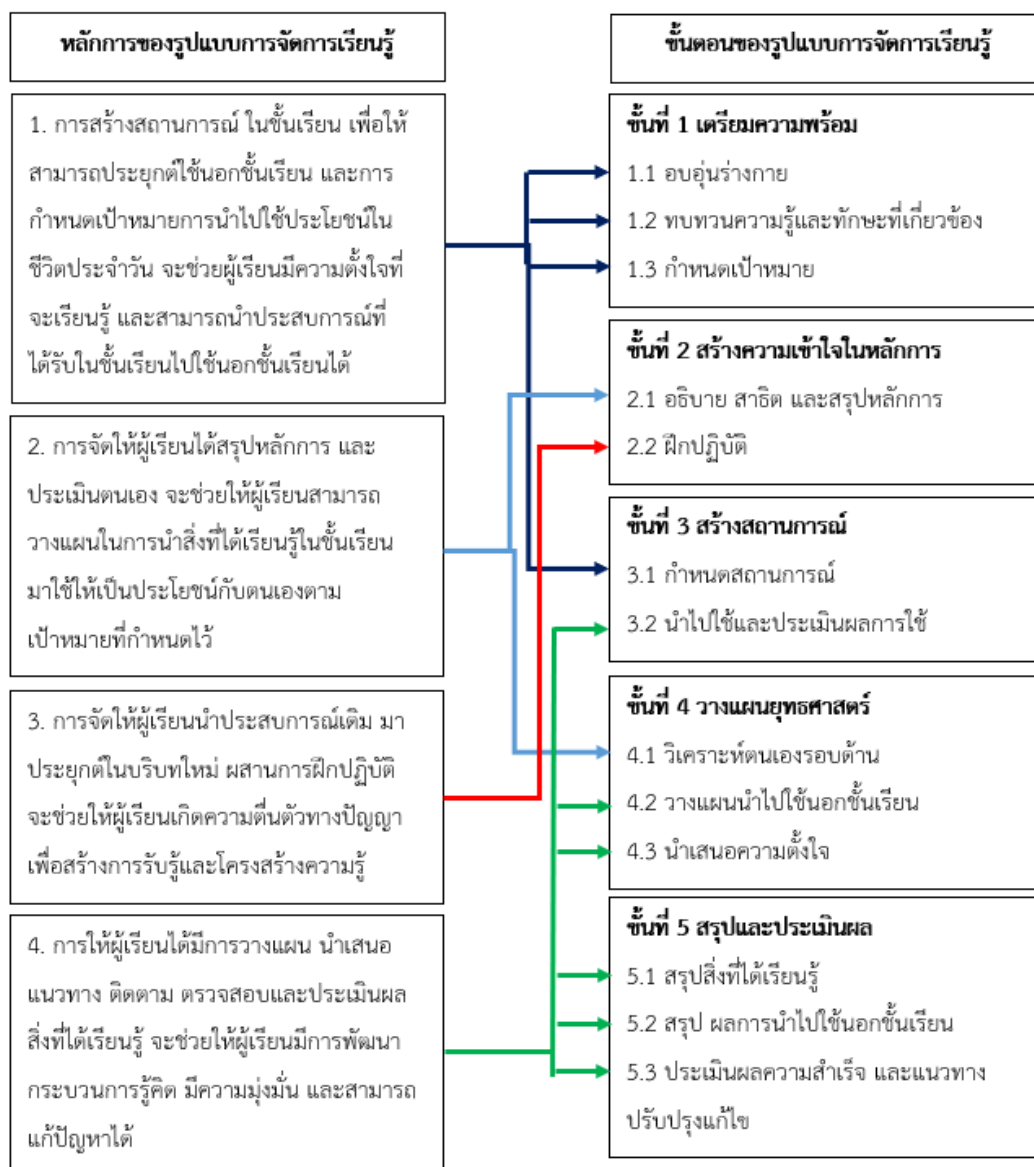 หลักการของรูปแบบการจัดการเรียนรู้
1. การสร้างสถานการณ์ ในชั้นเรียน เพื่อให้
สามารถประยุกต์ใช้นอกชั้นเรียน และการ
กำหนดเป้าหมายการนำไปใช้ประโยชน์ใน
ชีวิตประจำวัน จะช่วยผู้เรียนมีความตั้งใจที่
จะเรียนรู้ และสามารถนำประสบการณ์ที่
ได้รับในชั้นเรียนไปใช้นอกชั้นเรียนได้
2. การจัดให้ผู้เรียนได้สรุปหลักการ และ
ประเมินตนเอง จะช่วยให้ผู้เรียนสามารถ
วางแผนในการนำสิ่งที่ได้เรียนรู้ในชั้นเรียน
มาใช้ให้เป็นประโยชน์กับตนเองตาม
เป้าหมายที่กำหนดไว้
3. การจัดให้ผู้เรียนนำประสบการณ์เดิม มา
ประยุกต์ในบริบทใหม่ ผสานการฝึกปฏิบัติ
จะช่วยให้ผู้เรียนเกิดความตื่นตัวทางปัญญา
เพื่อสร้างการรับรู้และโครงสร้างความรู้
4. การให้ผู้เรียนได้มีการวางแผน นำเสนอ
แนวทาง ติดตาม ตรวจสอบและประเมินผล
สิ่งที่ได้เรียนรู้ จะช่วยให้ผู้เรียนมีการพัฒนา
กระบวนการรู้คิด มีความมุ่งมั่น และสามารถ
แก้ปัญหาได้
ขั้นตอนของรูปแบบการจัดการเรียนรู้
ขั้นที่ 1 เตรียมความพร้อม
1.1 อบอุ่นร่างกาย
1.2 ทบทวนความรู้และทักษะที่เกี่ยวข้อง
1.3 กำหนดเป้าหมาย
ขั้นที่ 2 สร้างความเข้าใจในหลักการ
2.1 อธิบาย สาธิต และสรุปหลักการ
2.2 ฝึกปฏิบัติ
ขั้นที่ 3 สร้างสถานการณ์
3.1 กำหนดสถานการณ์
3.2 นำไปใช้และประเมินผลการใช้
ขั้นที่ 4 วางแผนยุทธศาสตร์
4.1 วิเคราะห์ตนเองรอบด้าน
4.2 วางแผนนำไปใช้นอกชั้นเรียน
4.3 นำเสนอความตั้งใจ
ขั้นที่ 5 สรุปและประเมินผล
5.1 สรุปสิ่งที่ได้เรียนรู้
5.2 สรุป ผลการนำไปใช้นอกชั้นเรียน
5.3 ประเมินผลความสำเร็จ และแนวทาง
ปรับปรุงแก้ไข